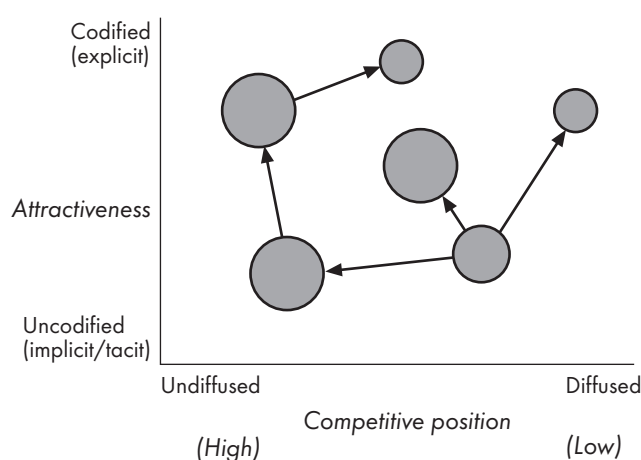 Codified
(explicit)
Attractiveness
Uncodified
(implicit/tacit)
Undiffused
Diffused
Competitive position
(High)
(Low)